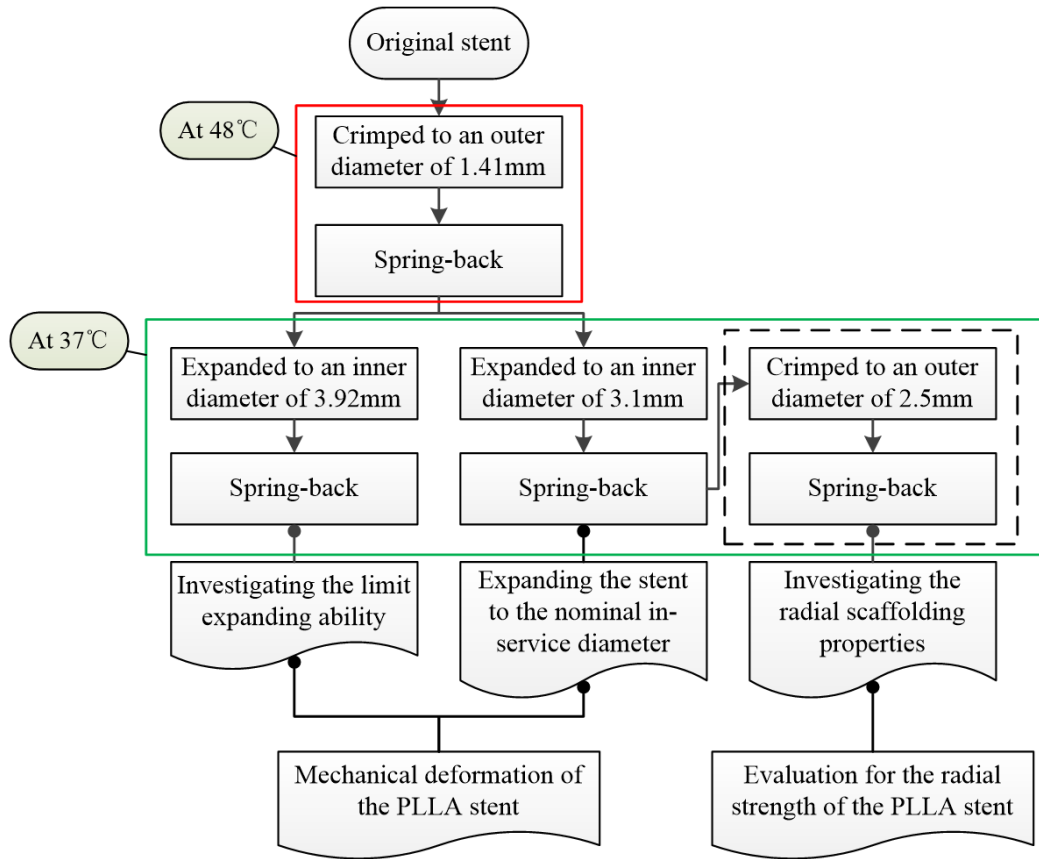 Original stent
At 48℃
Crimped to an outer
diameter of 1.41mm
Spring-back
At 37℃
Expanded to an inner
diameter of 3.92mm
Expanded to an inner
diameter of 3.1mm
Crimped to an outer
diameter of 2.5mm
Spring-back
Spring-back
Spring-back
Investigating the limit
expanding ability
Expanding the stent
to the nominal in-
service diameter
Investigating the
radial scaffolding
properties
Mechanical deformation of
the PLLA stent
Evaluation for the radial
strength of the PLLA stent